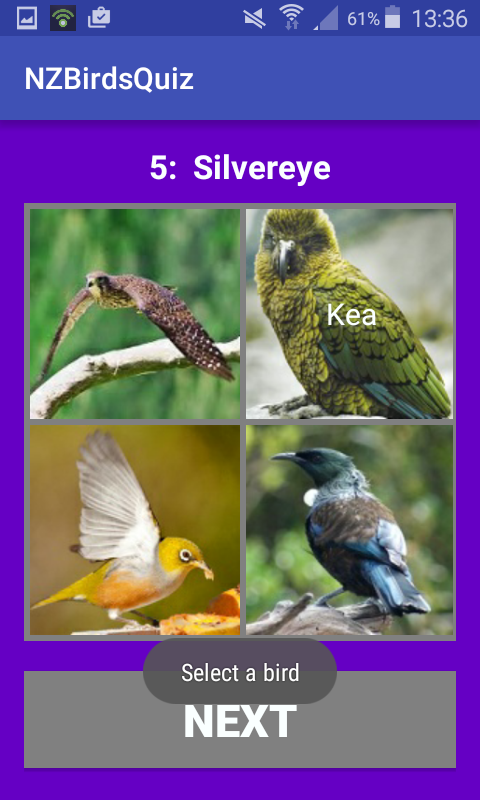 61% 13:36
NZBirdsQuiz
5: Silvereye
Kea
Select a bird
NEXT